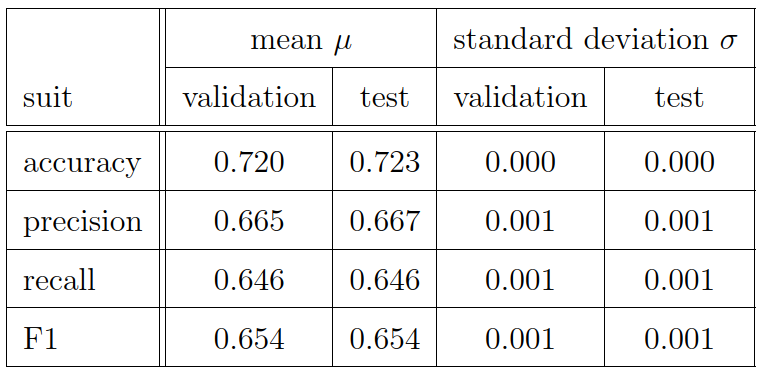 mean μ standard deviation σ
suit validation test validation test
accuracy 0.720 0.723 0.000 0.000
precision 0.665 0.667 0.001 0.001
recall 0.646 0.646 0.001 0.001
F1 0.654 0.654 0.001 0.001